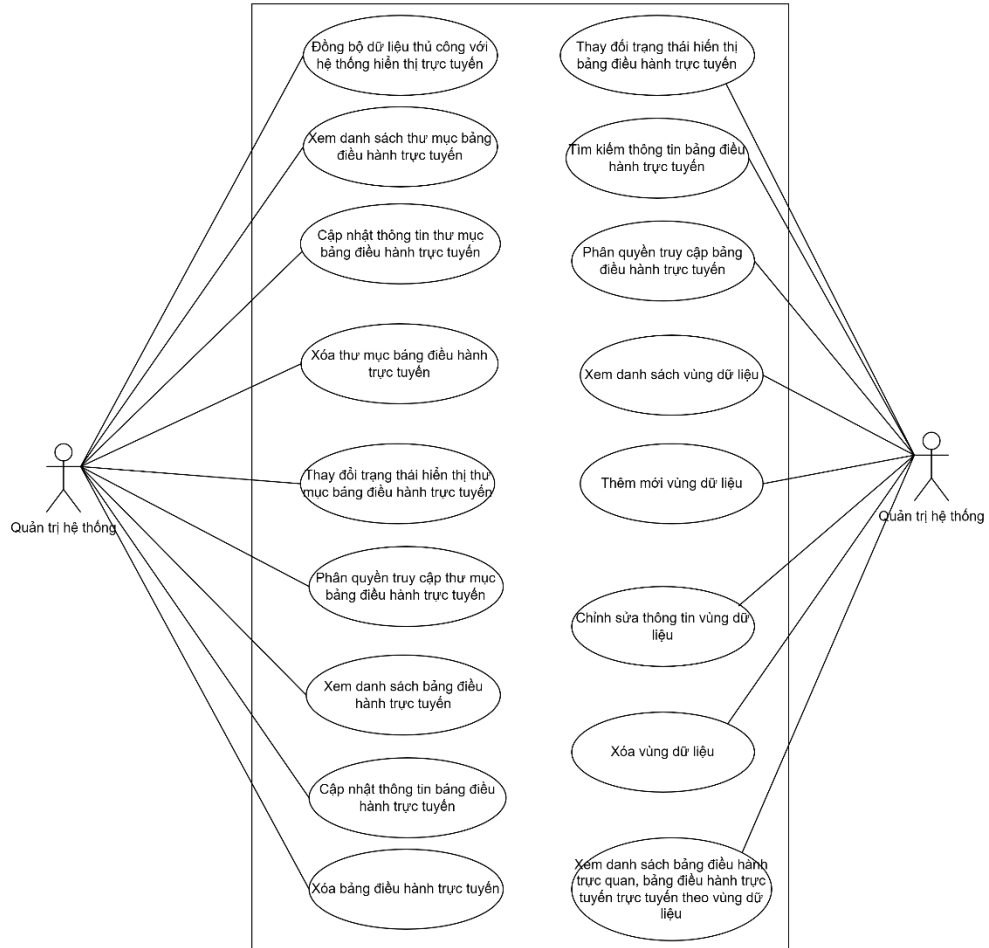 Đồng bộ dữ liệu thủ công với
hệ thống hiển thị trực tuyến
Xem danh sách thư mục bảng
điều hành trực tuyến
Cập nhật thông tin thư mục
bảng điều hành trực tuyến
Xóa thư mục bảng điều hành
trực tuyến
Thay đổi trạng thái hiển thị thư
mục bảng điều hành trực tuyến
Phân quyền truy cập thư mục
bảng điều hành trực tuyến
Xem danh sách bảng điều
hành trực tuyến
Cập nhật thông tin bảng điều
hành trực tuyến
Xóa bảng điều hành trực tuyến
Quản trị hệ thống
Thay đổi trạng thái hiển thị
bảng điều hành trực tuyến
Tìm kiếm thông tin bảng điều
hành trực tuyến
Phân quyền truy cập bảng
điều hành trực tuyến
Xem danh sách vùng dữ liệu
Thêm mới vùng dữ liệu
Chỉnh sửa thông tin vùng dữ
liệu
Xóa vùng dữ liệu
Xem danh sách bảng điều hành
trực quan, bảng điều hành trực
tuyến trực tuyến theo vùng dữ
liệu
Quản trị hệ thống